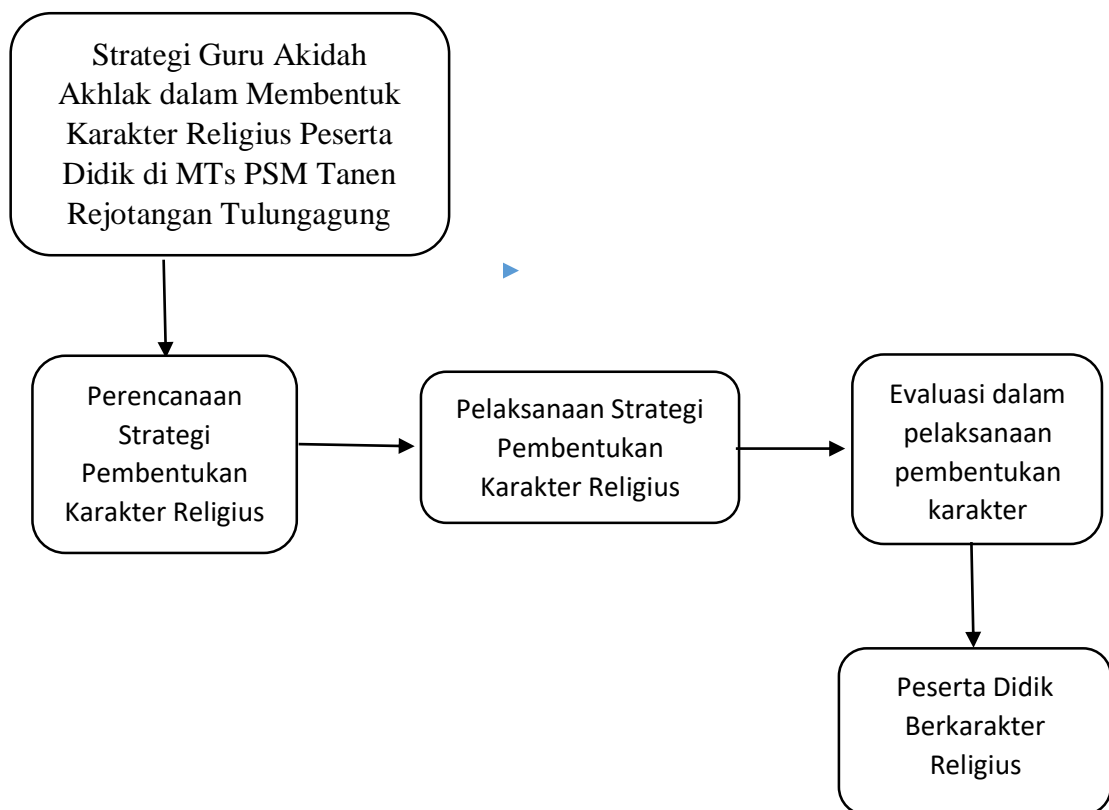 Strategi Guru Akidah
Akhlak dalam Membentuk
Karakter Religius Peserta
Didik di MTs PSM Tanen
Rejotangan Tulungagung
Perencanaan
Strategi
Pembentukan
Karakter Religius
Pelaksanaan Strategi
Pembentukan
Karakter Religius
Evaluasi dalam
pelaksanaan
pembentukan
karakter
Peserta Didik
Berkarakter
Religius